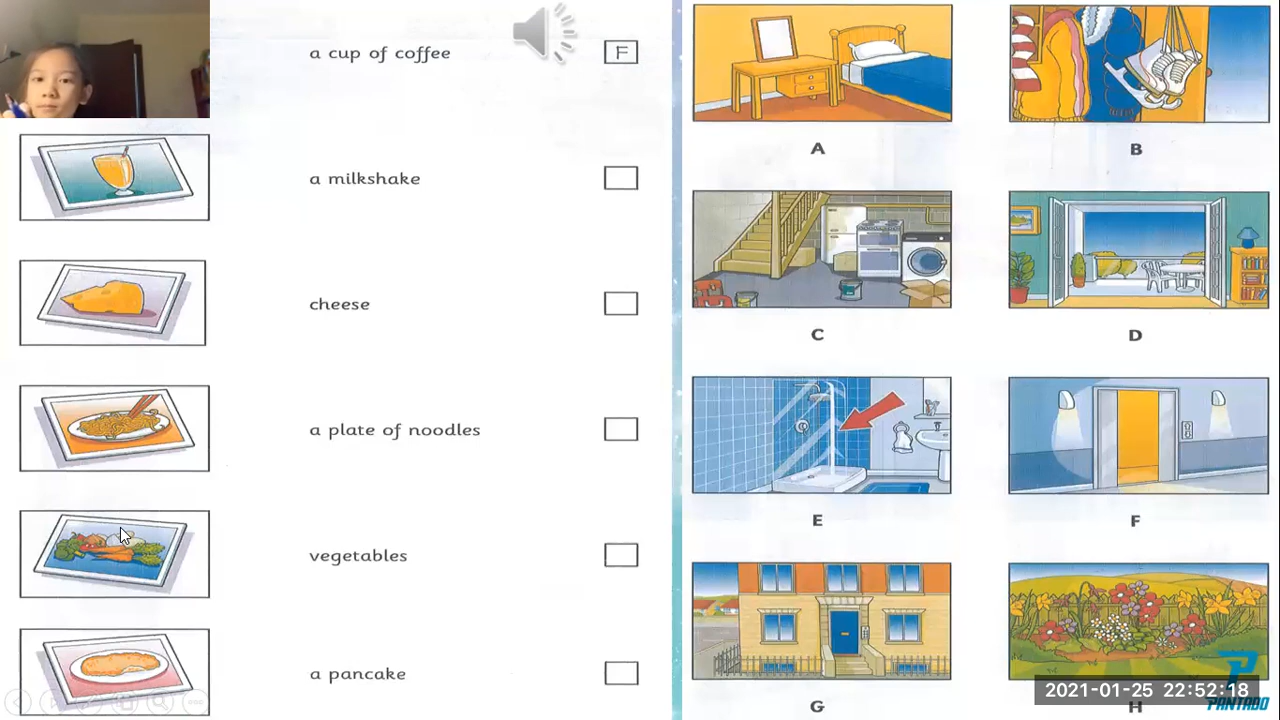 a cup of coffee
F
a milkshake
cheese
a plate of noodles
vegetables
a pancake
A
B
C
D
E
F
G
H
2021-01-25 22:52:18
PANTADO